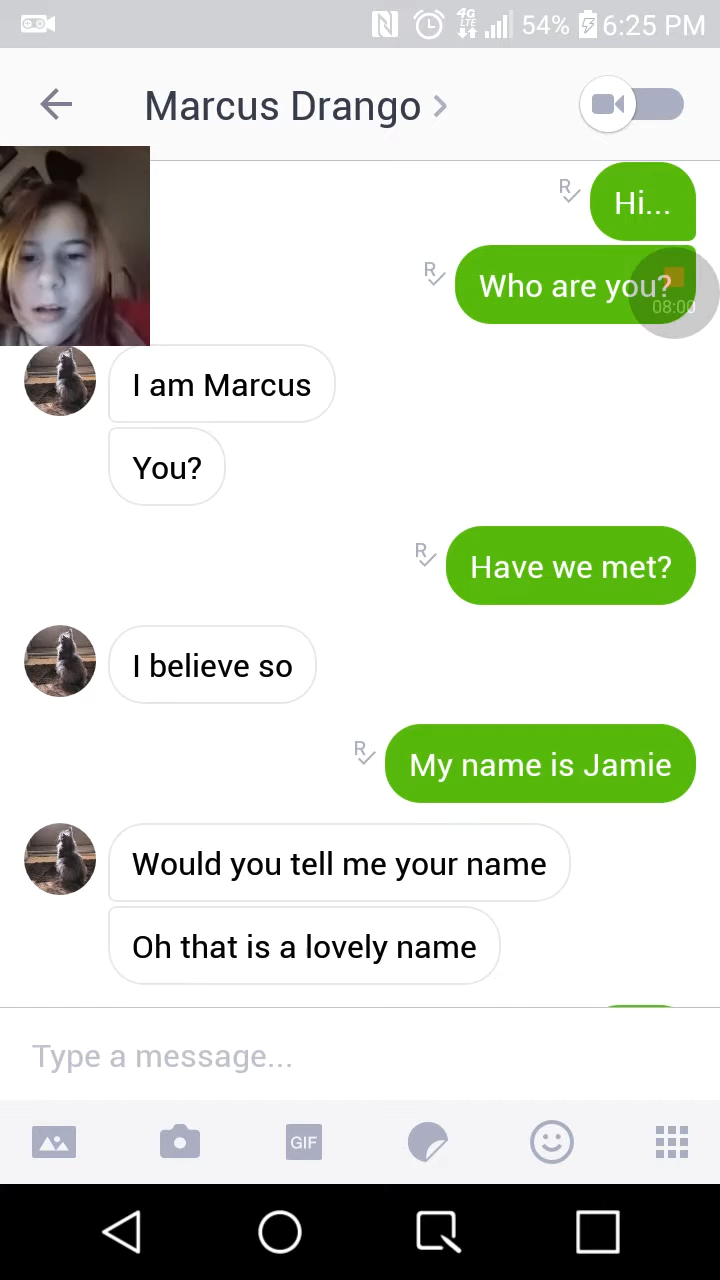 4G LTE 54% 6:25 PM
Marcus Drango
R Hi...
R Who are you?
08:00
I am Marcus
You?
R Have we met?
I believe so
R My name is Jamie
Would you tell me your name
Oh that is a lovely name
Type a message...
GIF